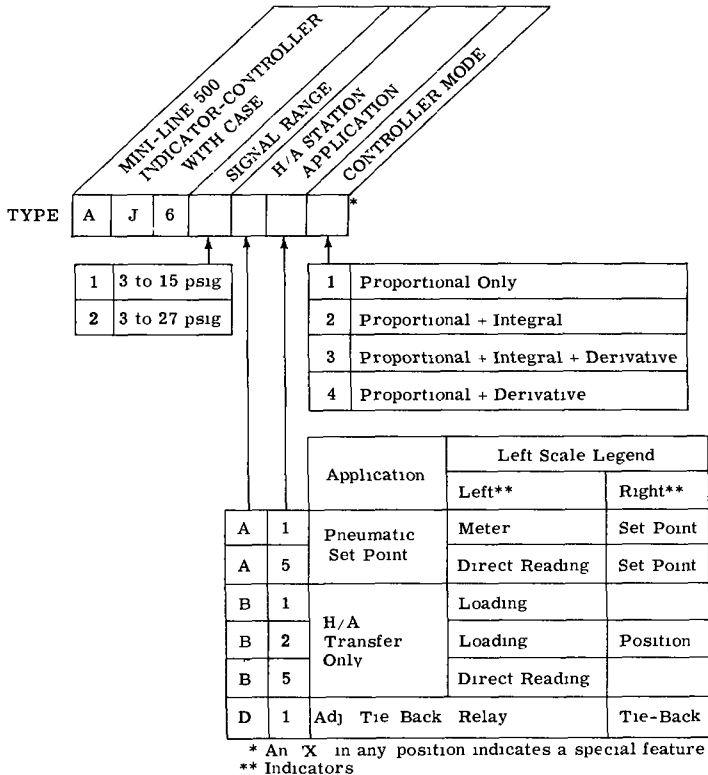 MINI-LINE 500
INDICATOR-CONTROLLER
WITH CASE
SIGNAL RANGE
H/A STATION
APPLICATION
CONTROLLER MODE
TYPE A J 6 *
1 3 to 15 psig
2 3 to 27 psig
1 Proportional Only
2 Proportional + Integral
3 Proportional + Integral + Derivative
4 Proportional + Derivative
Application
Left Scale Legend
Left** Right**
Pneumatic
Set Point
A 1 Meter Set Point
A 5 Direct Reading Set Point
H/A
Transfer
Only
B 1 Loading
B 2 Loading Position
B 5 Direct Reading
D 1 Adj Tie Back Relay Tie-Back
* An 'X in any position indicates a special feature
** Indicators